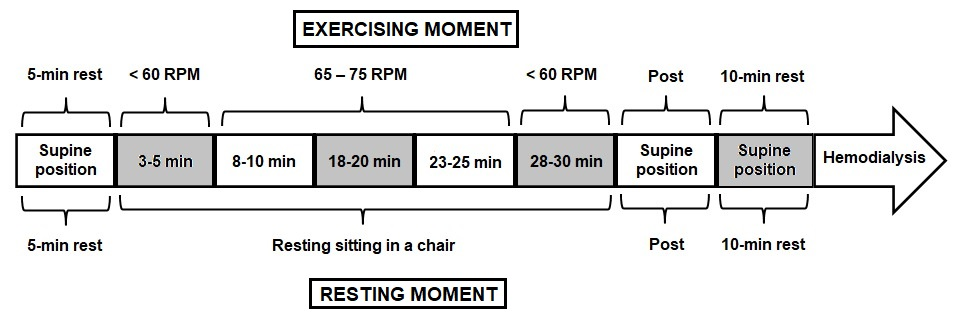 EXERCISING MOMENT
5-min rest
< 60 RPM
65 – 75 RPM
< 60 RPM
Post
10-min rest
Supine
position
3-5 min
8-10 min
18-20 min
23-25 min
28-30 min
Supine
position
Supine
position
Hemodialysis
5-min rest
Resting sitting in a chair
Post
10-min rest
RESTING MOMENT